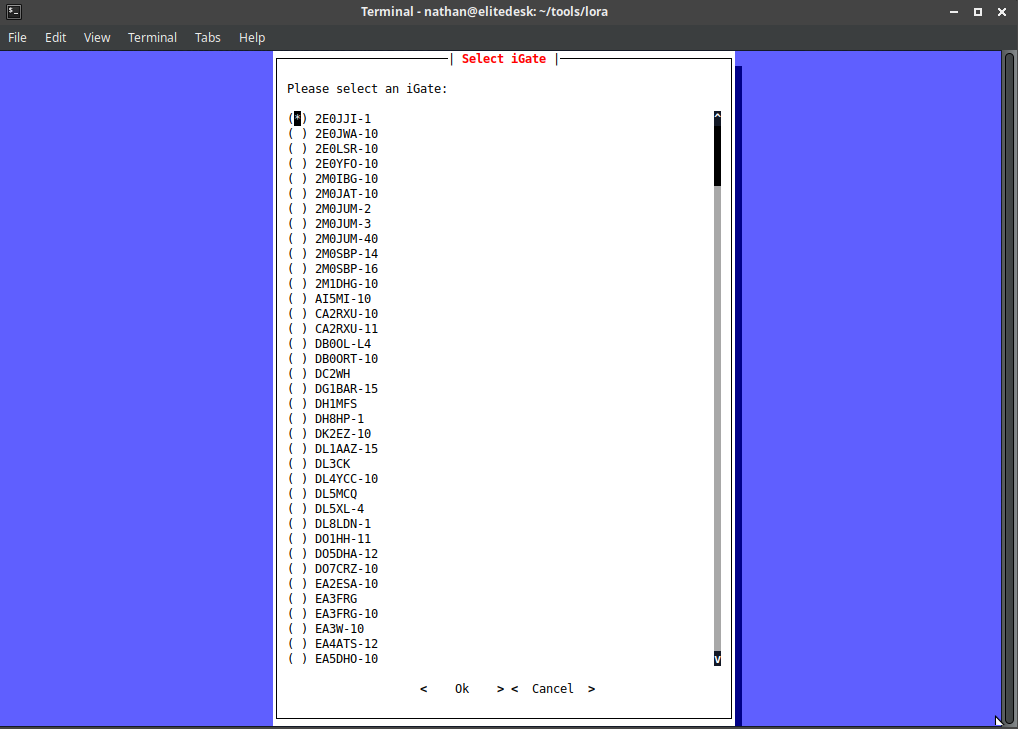 Terminal - nathan@elitedesk: ~/tools/lora
File Edit View Terminal Tabs Help
| Select iGate |
Please select an iGate:
(*) 2E0JJI-1
( ) 2E0JWA-10
( ) 2E0LSR-10
( ) 2E0YFO-10
( ) 2M0IBG-10
( ) 2M0JAT-10
( ) 2M0JUM-2
( ) 2M0JUM-3
( ) 2M0JUM-40
( ) 2M0SBP-14
( ) 2M0SBP-16
( ) 2M1DHG-10
( ) AI5MI-10
( ) CA2RXU-10
( ) CA2RXU-11
( ) DB0OL-L4
( ) DB0ORT-10
( ) DC2WH
( ) DG1BAR-15
( ) DH1MFS
( ) DH8HP-1
( ) DK2EZ-10
( ) DL1AAZ-15
( ) DL3CK
( ) DL4YCC-10
( ) DL5MCQ
( ) DL5XL-4
( ) DL8LDN-1
( ) DO1HH-11
( ) DO5DHA-12
( ) DO7CRZ-10
( ) EA2ESA-10
( ) EA3FRG
( ) EA3FRG-10
( ) EA3W-10
( ) EA4ATS-12
( ) EA5DHO-10
< Ok > < Cancel >